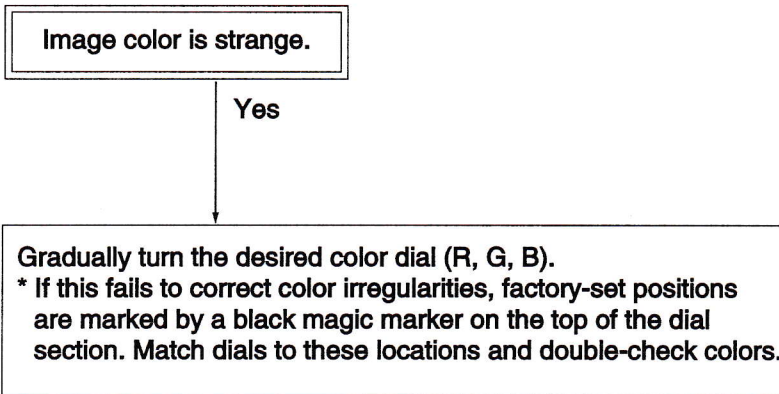 Image color is strange.
Yes
Gradually turn the desired color dial (R, G, B).
* If this fails to correct color irregularities, factory-set positions
are marked by a black magic marker on the top of the dial
section. Match dials to these locations and double-check colors.